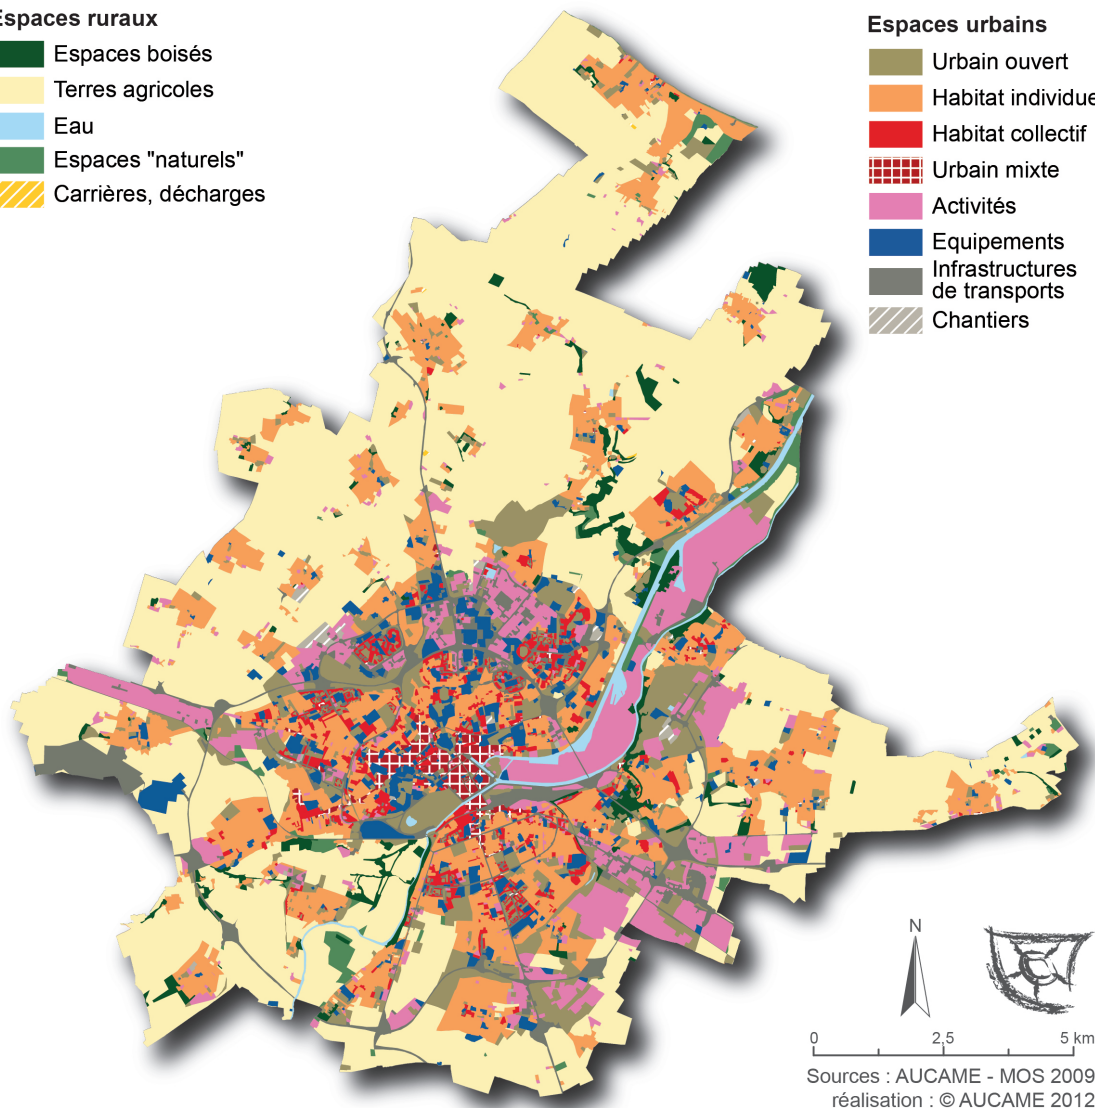 Espaces ruraux
Espaces boisés
Terres agricoles
Eau
Espaces "naturels"
Carrières, décharges
Espaces urbains
Urbain ouvert
Habitat individue
Habitat collectif
Urbain mixte
Activités
Equipements
Infrastructures
de transports
Chantiers
N
0 2,5 5 km
Sources : AUCAME - MOS 2009
réalisation : © AUCAME 2012